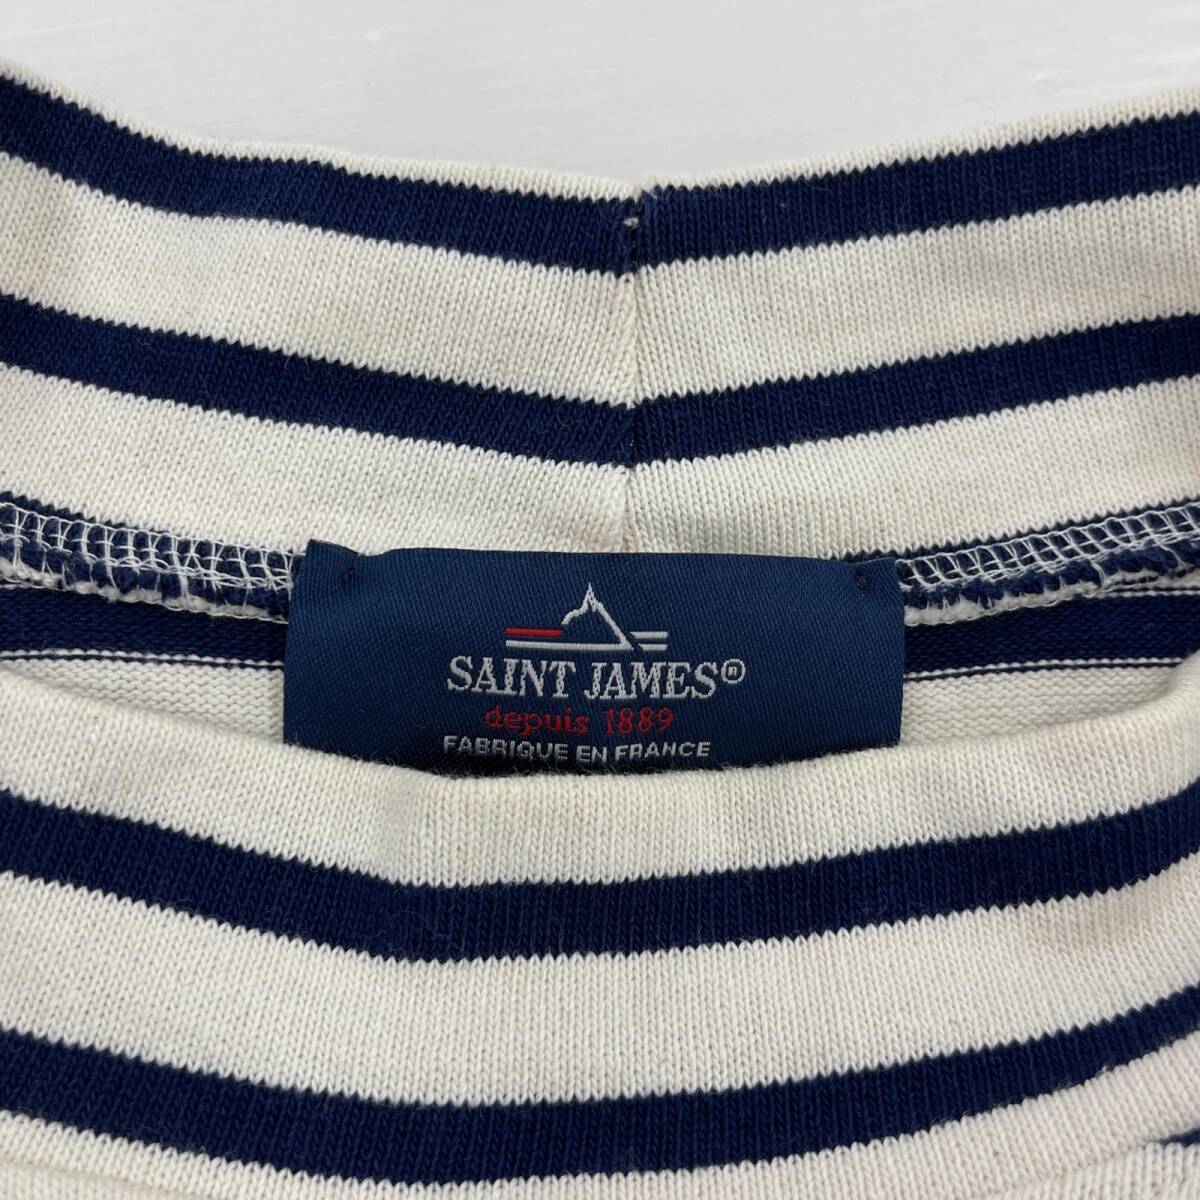 SAINT JAMES®
depuis 1889
FABRIQUE EN FRANCE